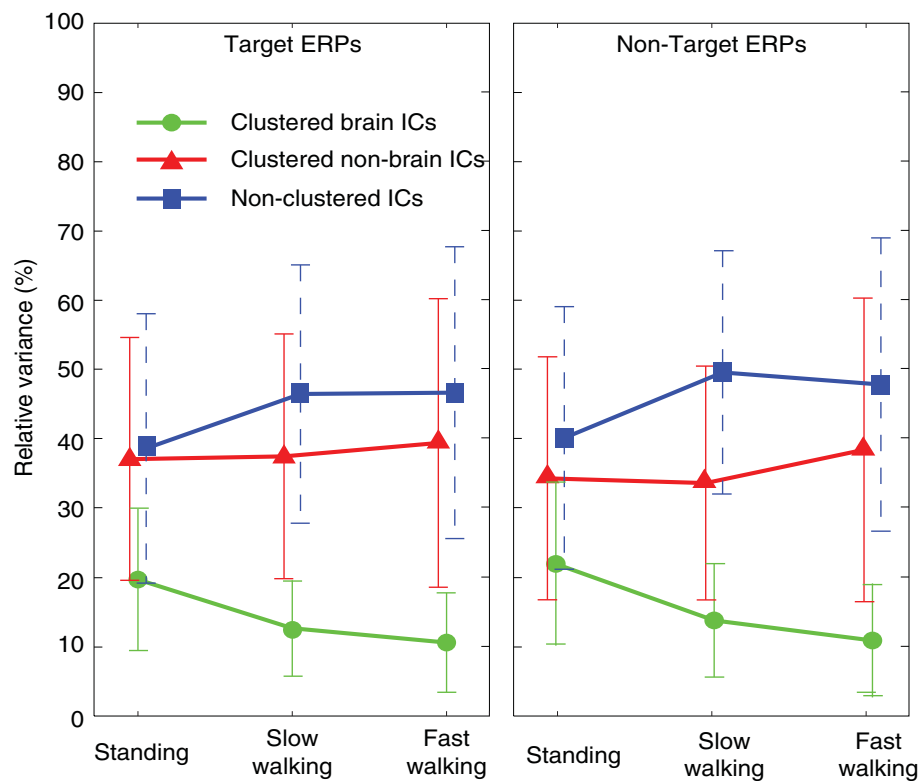 Target ERPs
Non-Target ERPs
Clustered brain ICs
Clustered non-brain ICs
Non-clustered ICs
Relative variance (%)
100
90
80
70
60
50
40
30
20
10
0
Standing
Slow
walking
Fast
walking
Standing
Slow
walking
Fast
walking